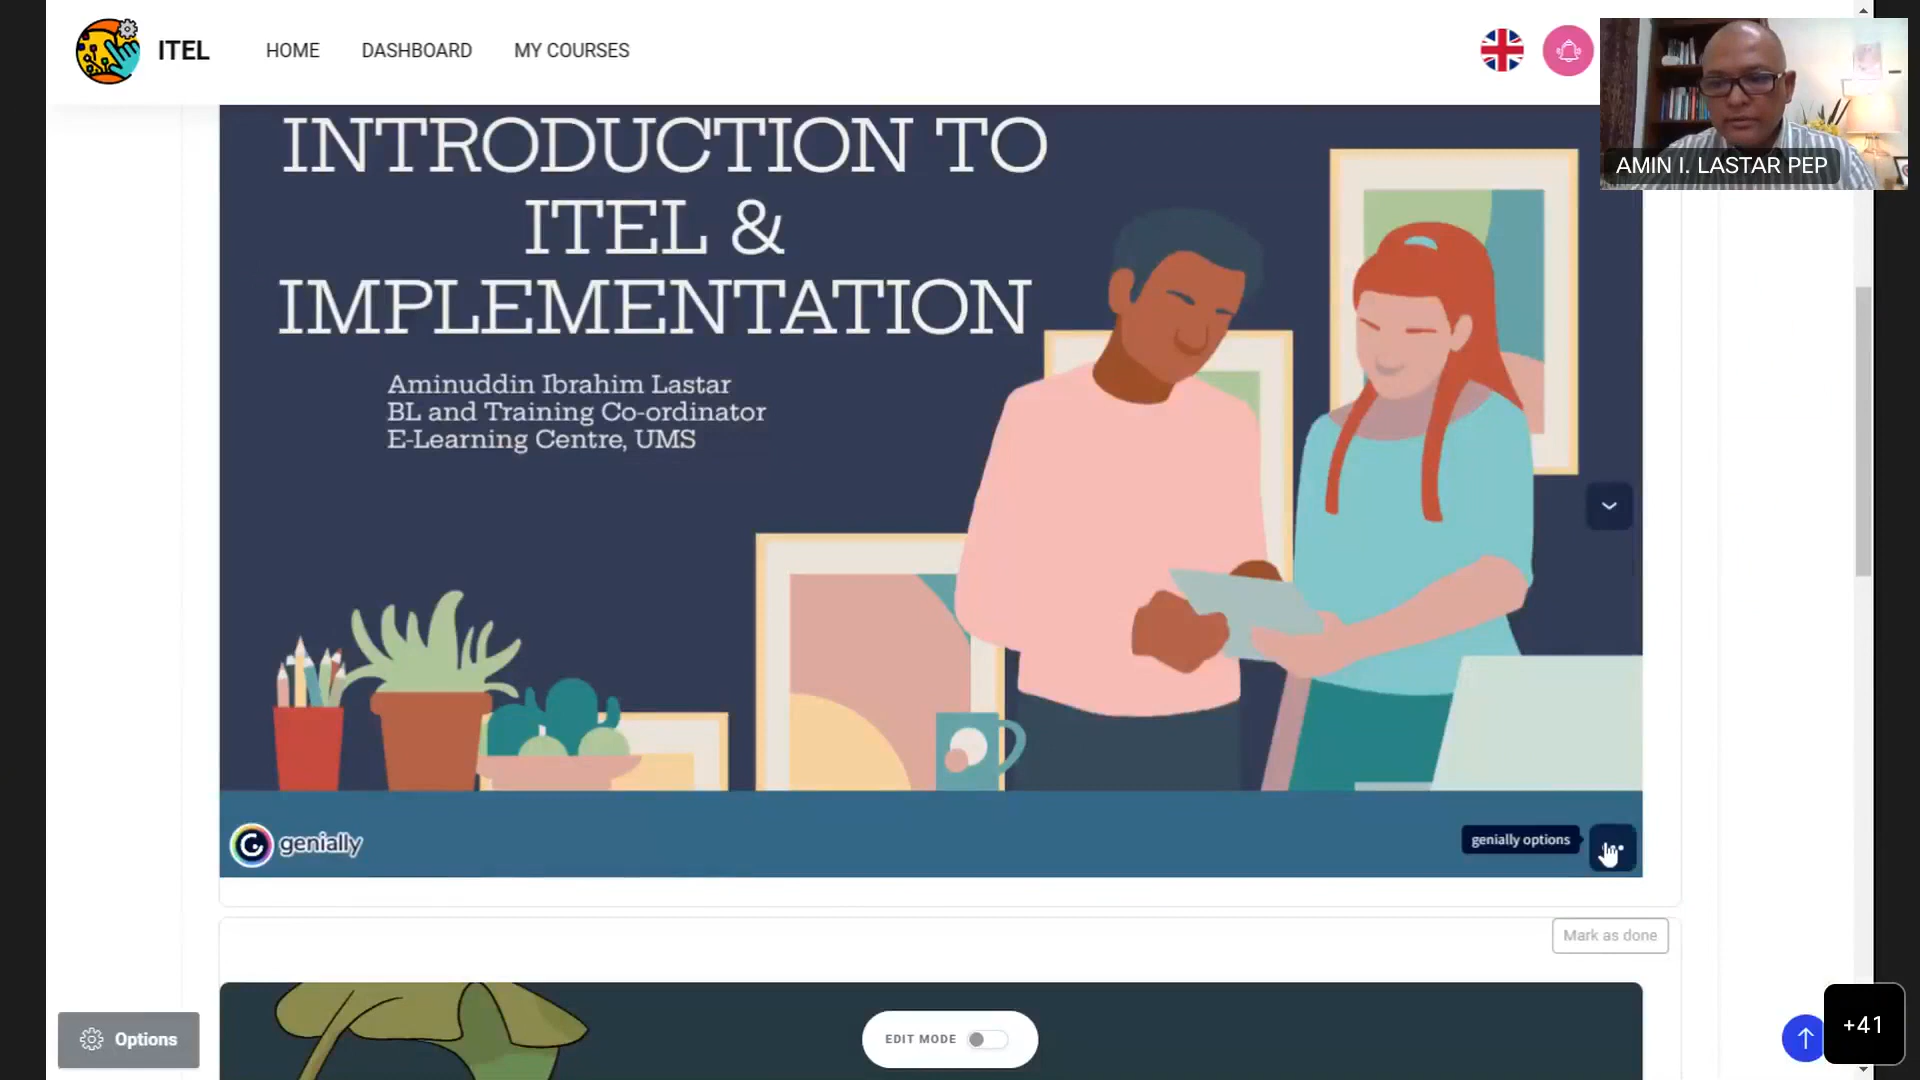 ITEL
HOME
DASHBOARD
MY COURSES
AMIN I. LASTAR PEP
INTRODUCTION TO
ITEL &
IMPLEMENTATION
Aminuddin Ibrahim Lastar
BL and Training Co-ordinator
E-Learning Centre, UMS
genially
genially options
Mark as done
Options
EDIT MODE
+41